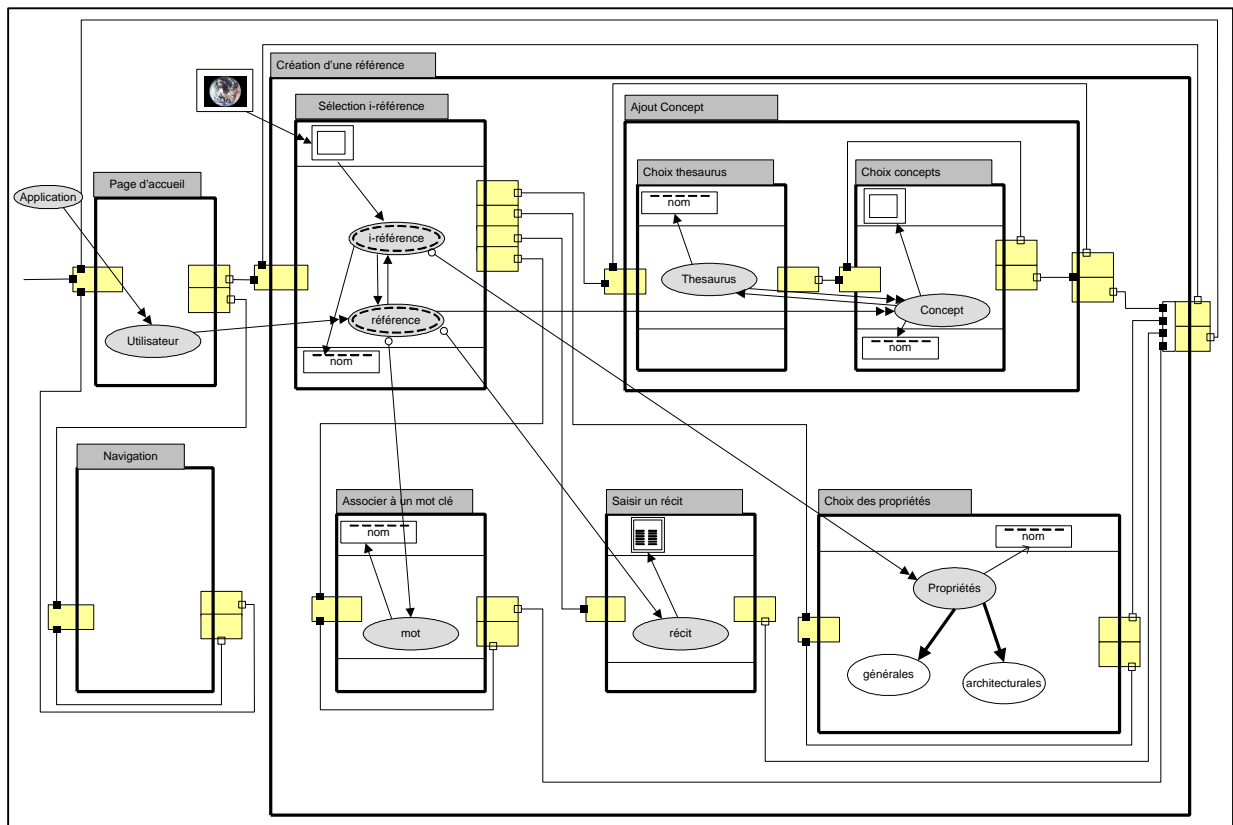 Création d'une référence
Sélection i-référence
Ajout Concept
Page d'accueil
Choix thesaurus
Choix concepts
Application
nom
i-référence
Thesaurus
Concept
référence
Utilisateur
nom
nom
Navigation
Associer à un mot clé
Saisir un récit
Choix des propriétés
nom
nom
Propriétés
mot
récit
générales
architecturales